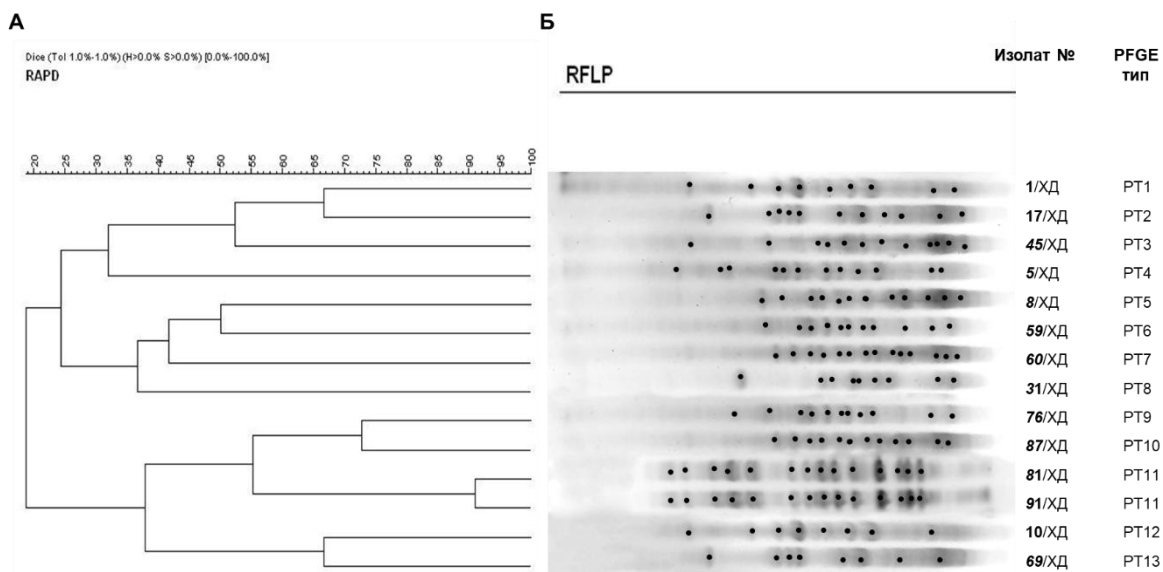 А
Б
Dice (Tol 1.0%-1.0%) (H>0.0% S>0.0%) [0.0%-100.0%]
RAPD
RFLP
Изолат № PFGE
тип
20 25 30 35 40 45 50 55 60 65 70 75 80 85 90 95 100
1/ХД PT1
17/ХД PT2
45/ХД PT3
5/ХД PT4
8/ХД PT5
59/ХД PT6
60/ХД PT7
31/ХД PT8
76/ХД PT9
87/ХД PT10
81/ХД PT11
91/ХД PT11
10/ХД PT12
69/ХД PT13